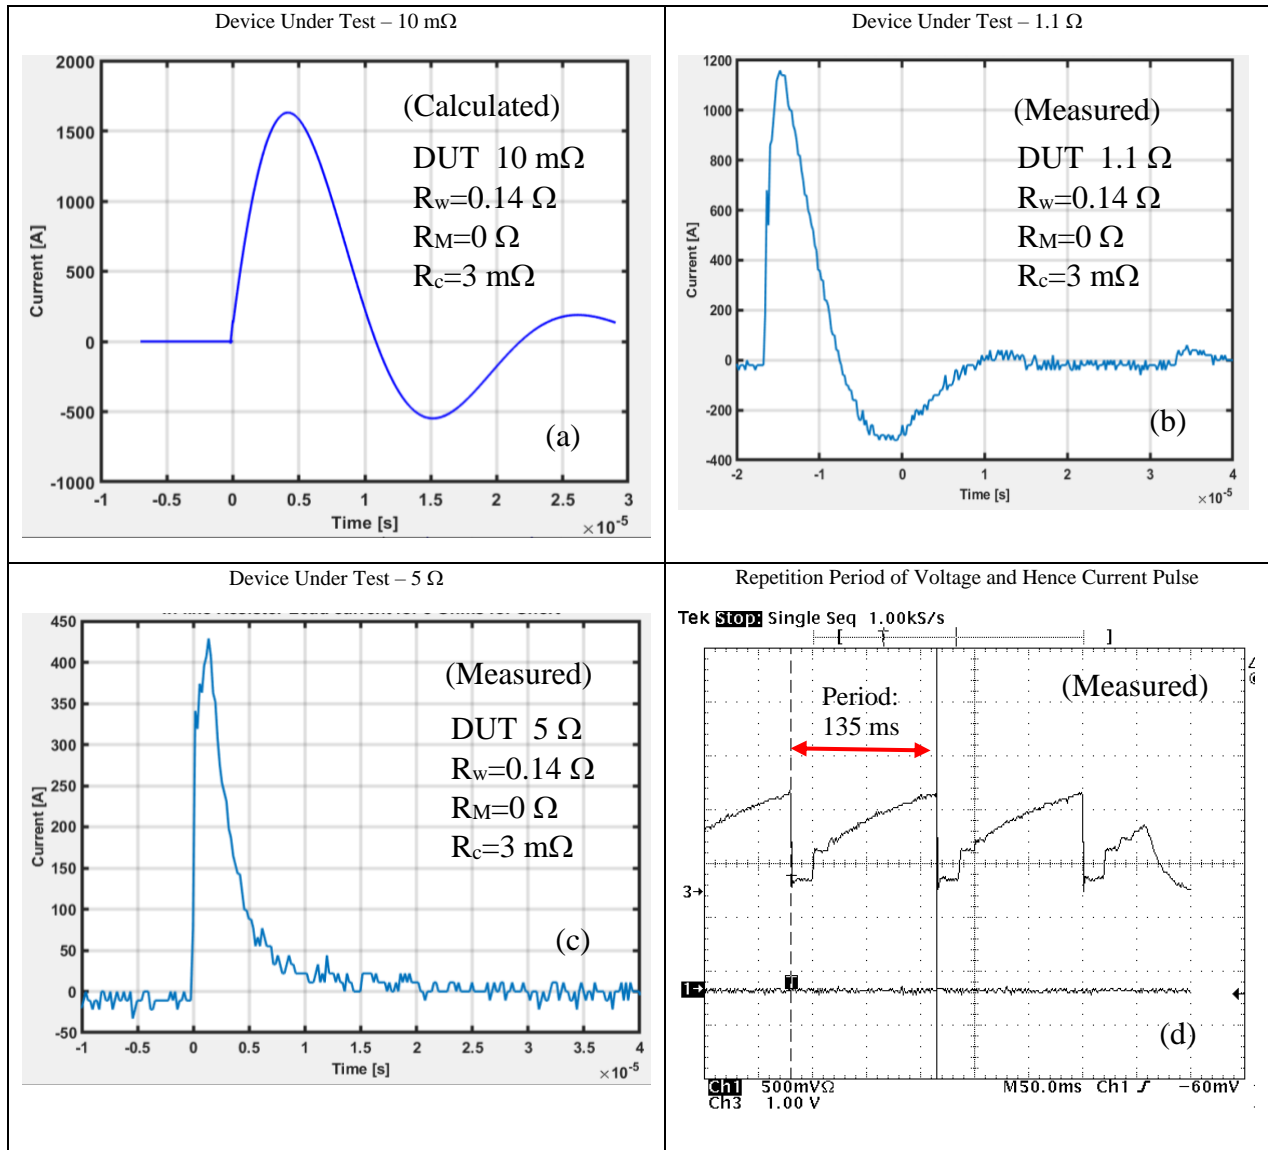 Device Under Test – 10 mΩ
2000
1500
1000
500
0
-500
-1000
Current [A]
(Calculated)
DUT 10 mΩ
Rw=0.14 Ω
RM=0 Ω
Rc=3 mΩ
(a)
-1 -0.5 0 0.5 1 1.5 2 2.5 3
Time [s]
×10-5
Device Under Test – 1.1 Ω
1200
1000
800
600
400
200
0
-200
-400
Current [A]
(Measured)
DUT 1.1 Ω
Rw=0.14 Ω
RM=0 Ω
Rc=3 mΩ
(b)
-2 -1 0 1 2 3 4
Time [s]
×10-5
Device Under Test – 5 Ω
450
400
350
300
250
200
150
100
50
0
-50
Current [A]
(Measured)
DUT 5 Ω
Rw=0.14 Ω
RM=0 Ω
Rc=3 mΩ
(c)
-1 -0.5 0 0.5 1 1.5 2 2.5 3 3.5 4
Time [s]
×10-5
Repetition Period of Voltage and Hence Current Pulse
Tek Stop: Single Seq 1.00kS/s
[ ]
(Measured)
Period:
135 ms
3→
T
1→
(d)
Ch1 500mVΩ M50.0ms Ch1 ƒ -60mV
Ch3 1.00 V